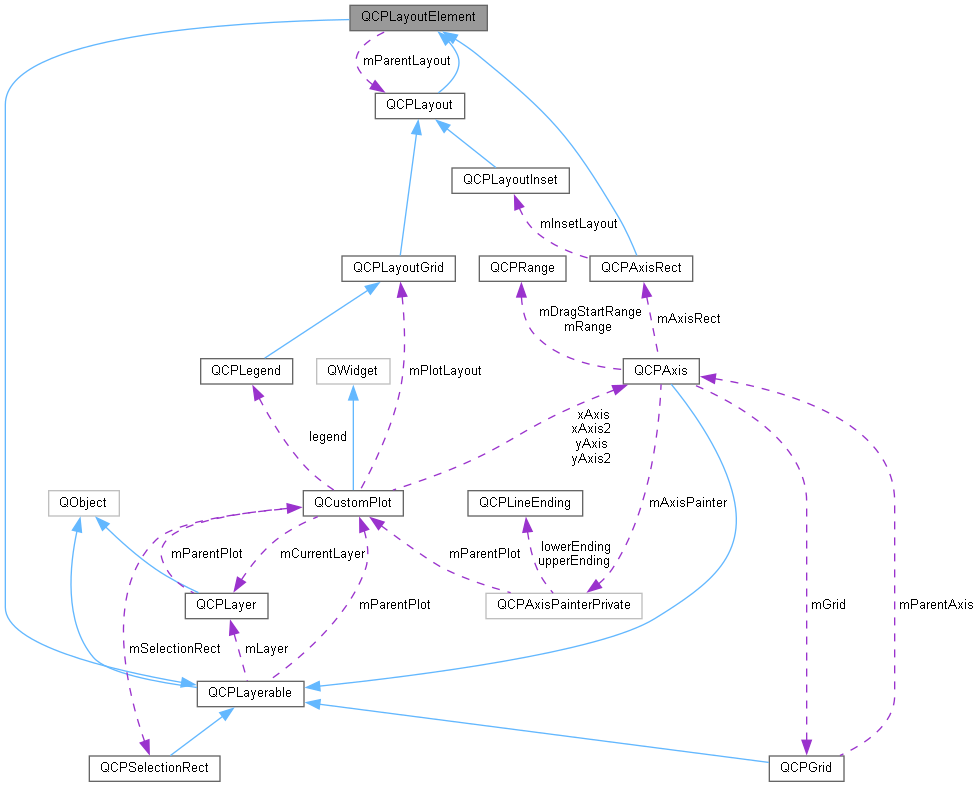 QCPLayoutElement
mParentLayout
QCPLayout
QCPLayoutInset
mInsetLayout
QCPLayoutGrid
QCPRange
QCPAxisRect
mDragStartRange
mRange
mAxisRect
QCPLegend
QWidget
mPlotLayout
QCPAxis
legend
xAxis
xAxis2
yAxis
yAxis2
QObject
QCustomPlot
QCPLineEnding
mAxisPainter
mParentPlot
mCurrentLayer
mParentPlot
lowerEnding
upperEnding
QCPLayer
mParentPlot
QCPAxisPainterPrivate
mGrid
mParentAxis
mSelectionRect
mLayer
QCPLayerable
QCPSelectionRect
QCPGrid